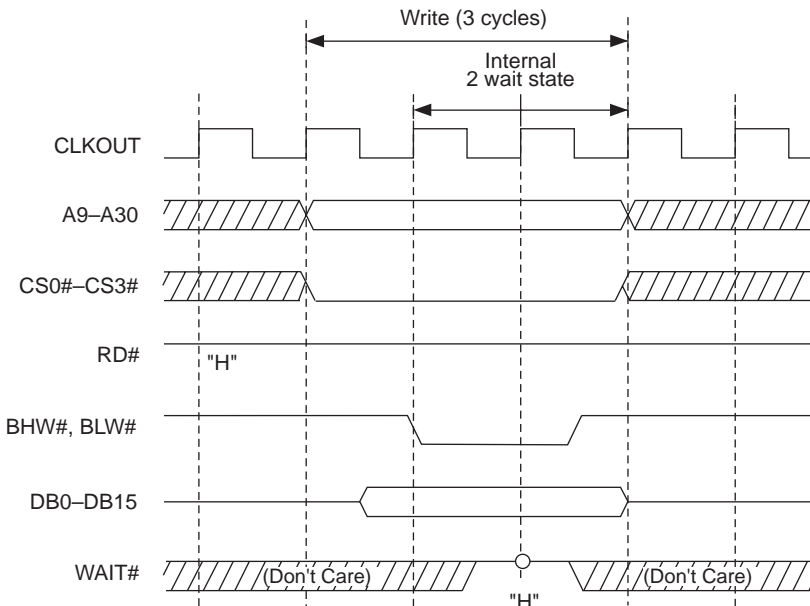 Write (3 cycles)
Internal
2 wait state
CLKOUT
A9–A30
CS0#–CS3#
RD#
"H"
BHW#, BLW#
DB0–DB15
WAIT#
(Don't Care)
(Don't Care)
"H"